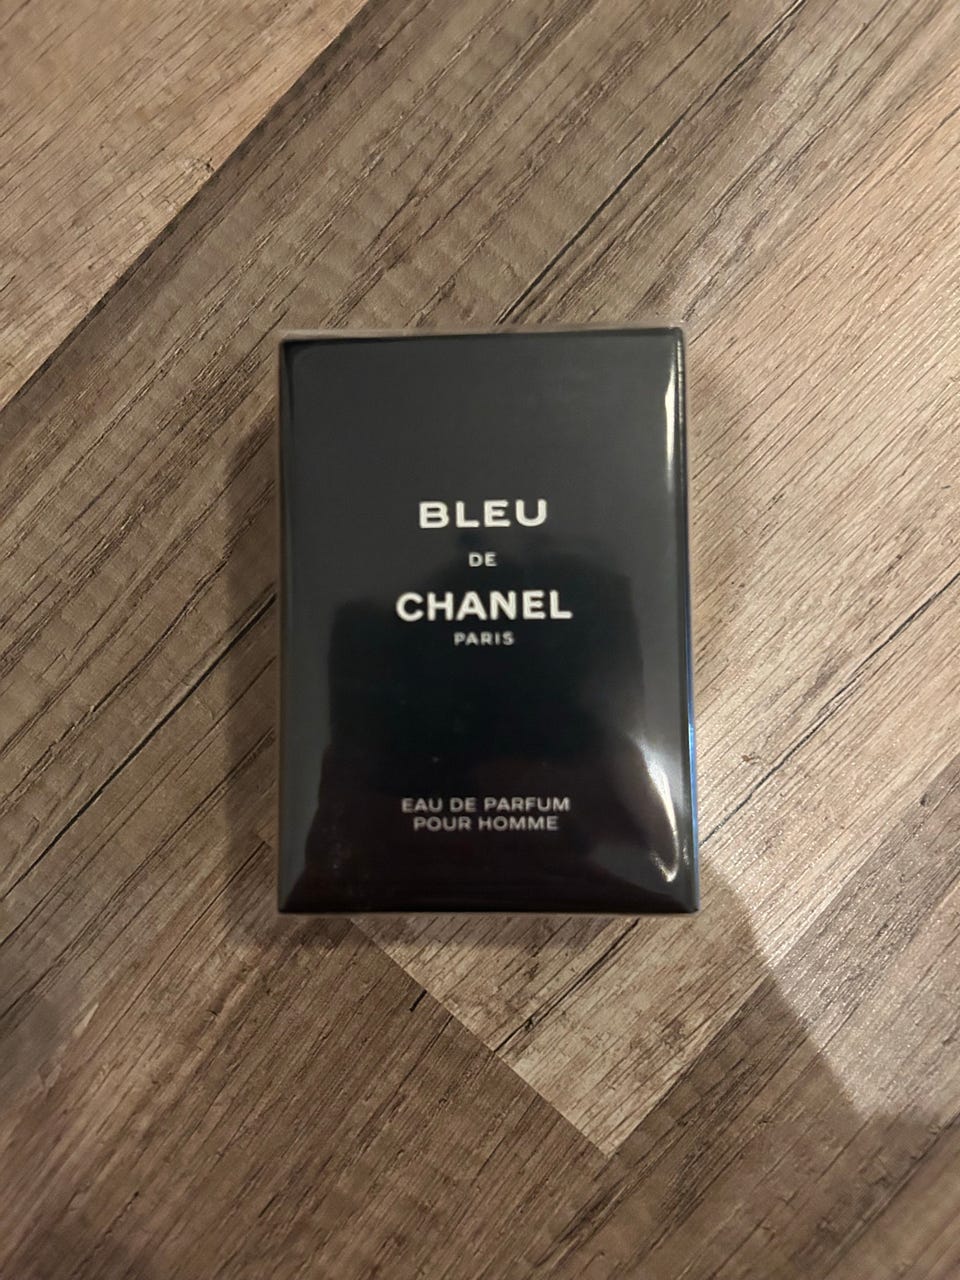 BLEU
DE
CHANEL
PARIS
EAU DE PARFUM
POUR HOMME